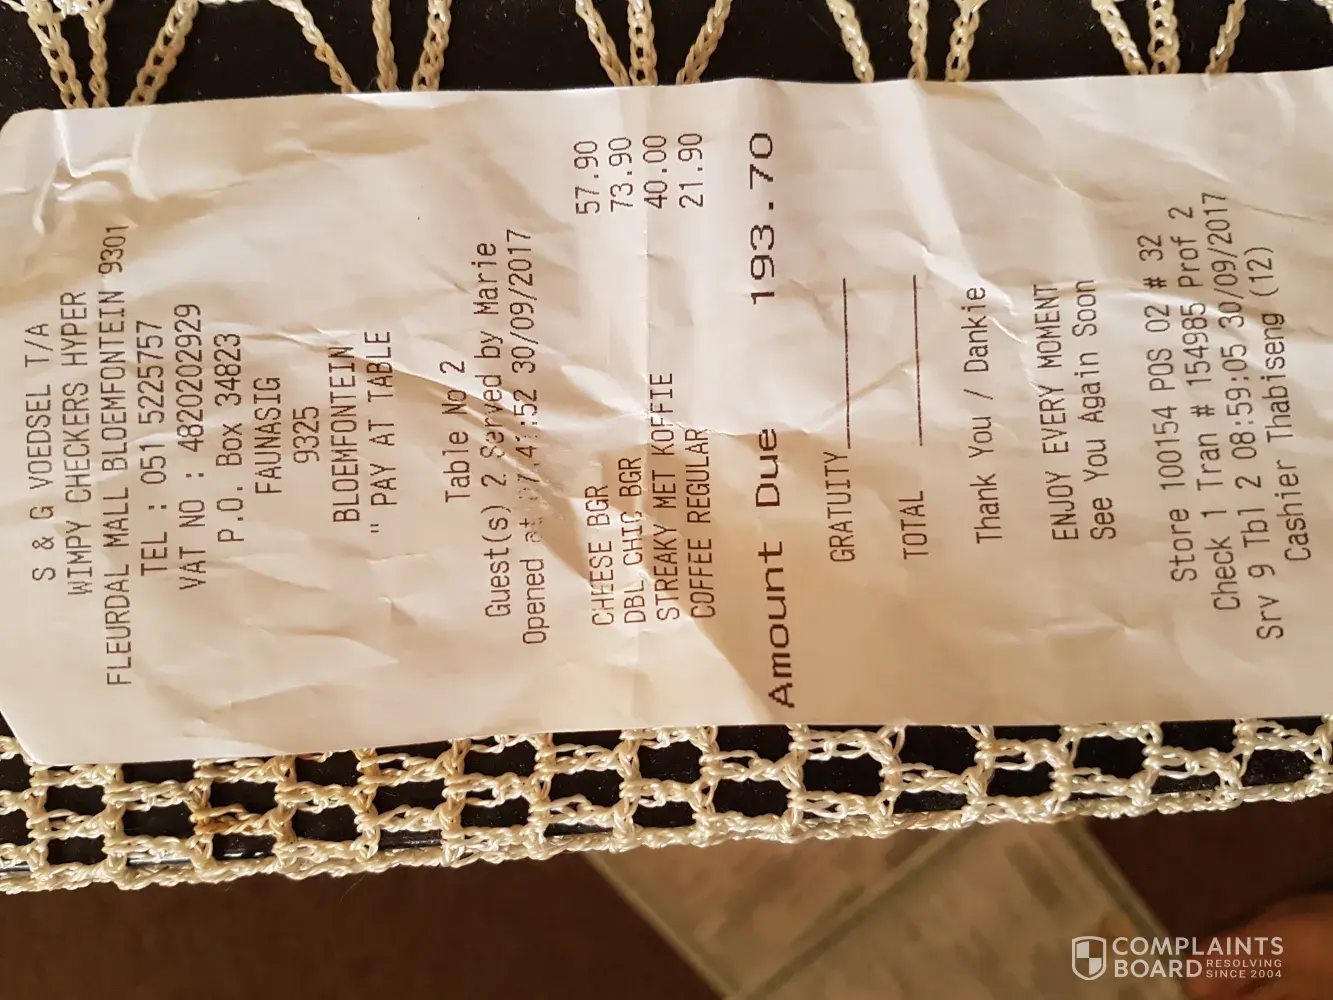 S & G VOEDSEL T/A
WIMPY CHECKERS HYPER
FLEURDAL MALL BLOEMFONTEIN 9301
TEL : 051 5225757
VAT NO : 4820202929
P.O. Box 34823
FAUNASIG
9325
BLOEMFONTEIN
" PAY AT TABLE
Table No 2
Guest(s) 2 Served by Marie
Opened at 07:41:52 30/09/2017
CHEESE BGR 57.90
DBL CHIC BGR 73.90
STREAKY MET KOFFIE 40.00
COFFEE REGULAR 21.90
Amount Due 193.70
GRATUITY
TOTAL
Thank You / Dankie
ENJOY EVERY MOMENT
See You Again Soon
Store 100154 POS 02 # 32
Check 1 Tran # 154985 Prof 2
Srv 9 Tbl 2 08:59:05 30/09/2017
Cashier Thabiseng (12)
COMPLAINTS
BOARD RESOLVING
SINCE 2004